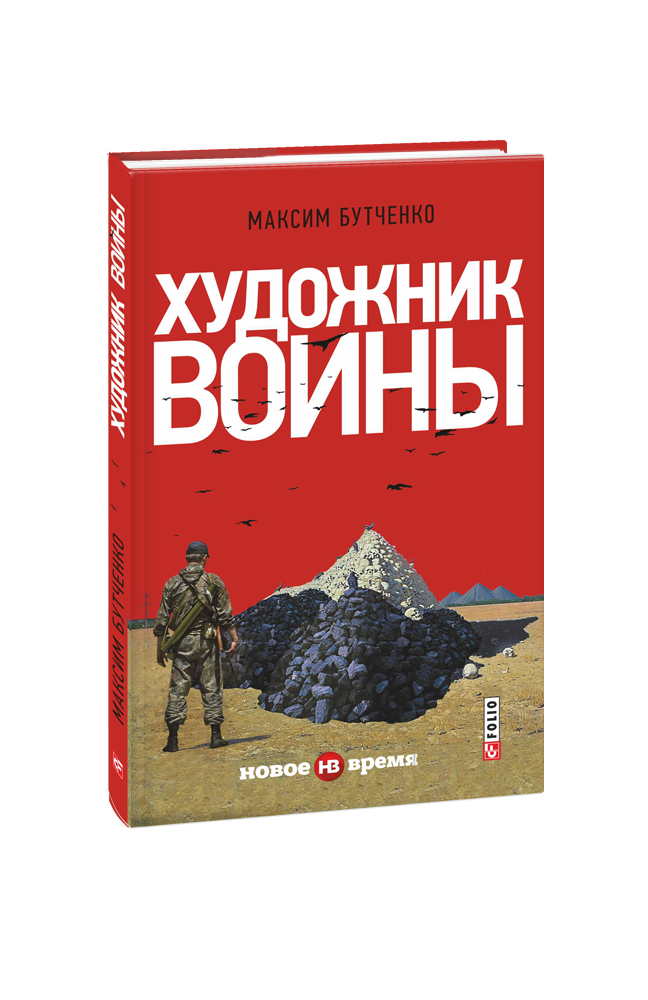 МАКСИМ БУТЧЕНКО
ХУДОЖНИК
ВОЙНЫ
новое НВ время
FOLIO
ХУДОЖНИК ВОЙНЫ
МАКСИМ БУТЧЕНКО